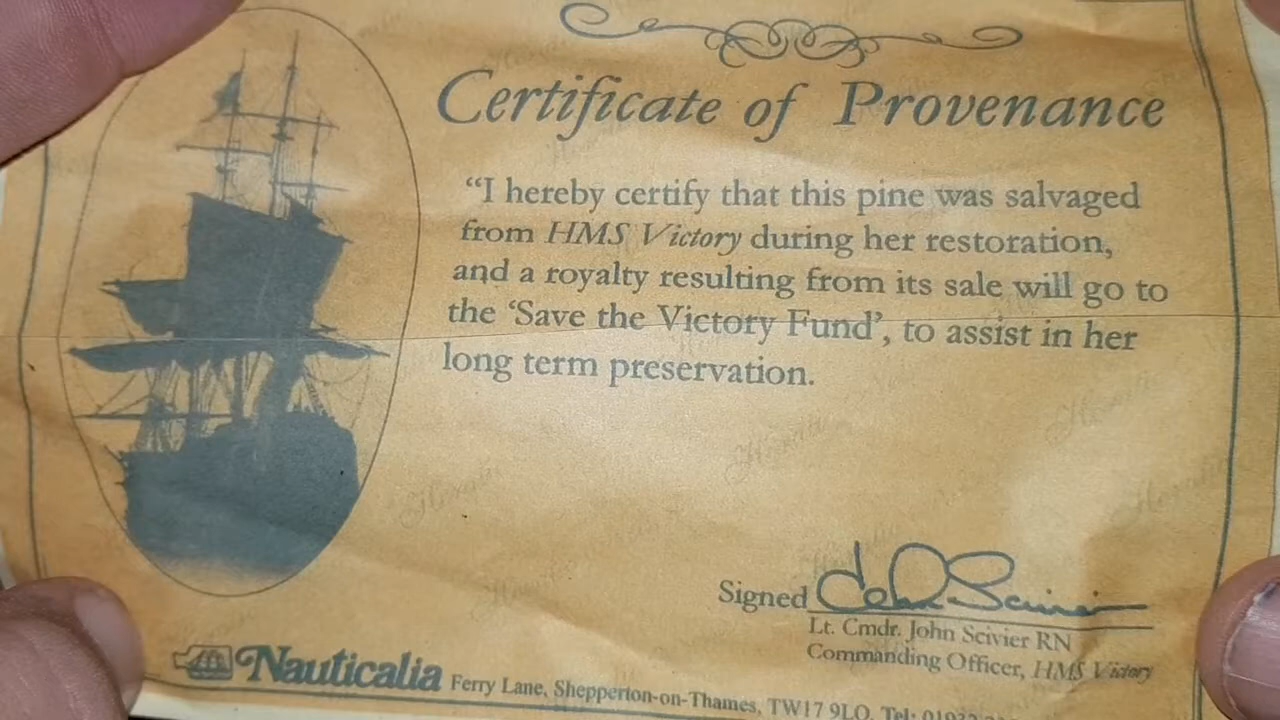 Certificate of Provenance
“I hereby certify that this pine was salvaged
from HMS Victory during her restoration,
and a royalty resulting from its sale will go to
the ‘Save the Victory Fund’, to assist in her
long term preservation.
Signed John Scivier
Lt. Cmdr. John Scivier RN
Commanding Officer, HMS Victory
Nauticalia Ferry Lane, Shepperton-on-Thames, TW17 9LQ. Tel: